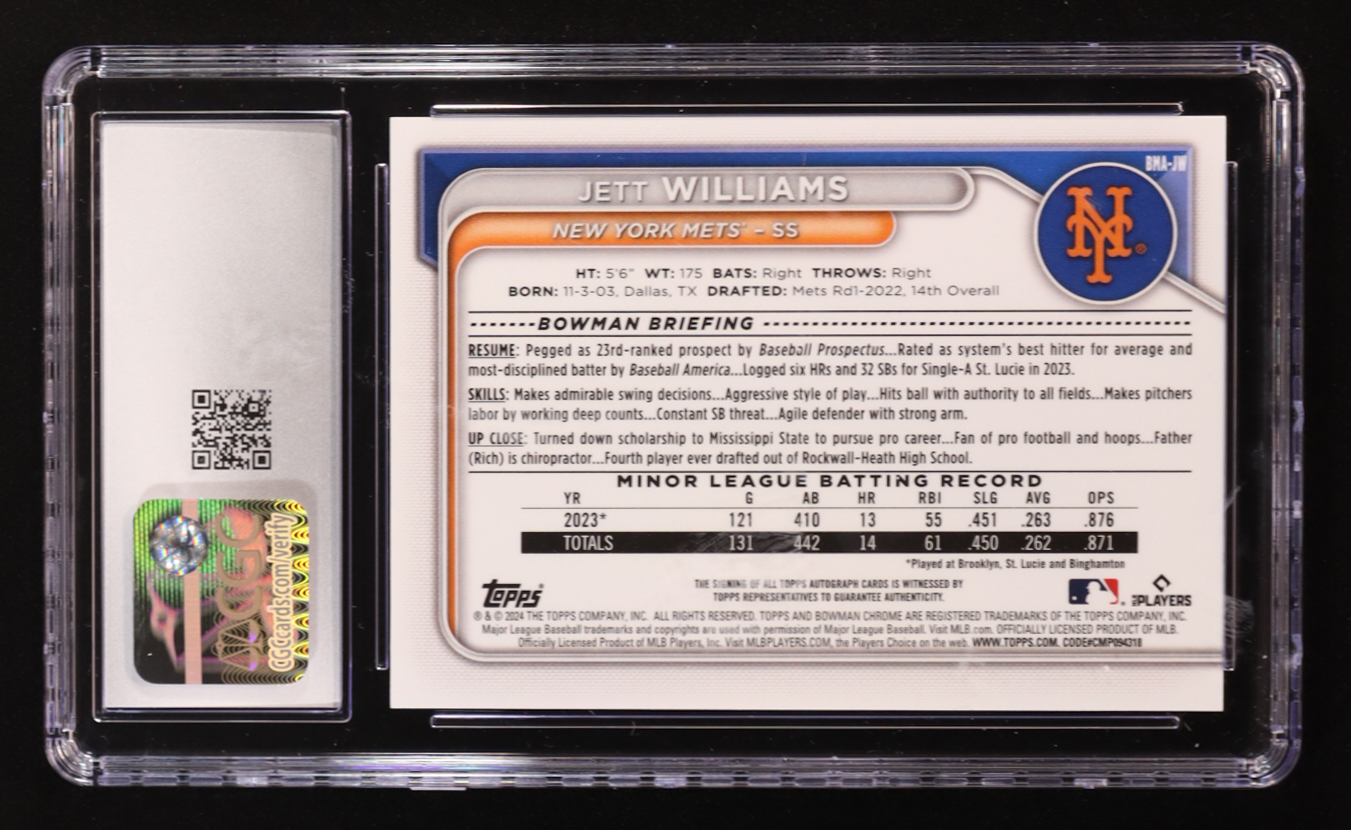 BMA-JW
JETT WILLIAMS
NEW YORK METS - SS
NY
HT: 5'6" WT: 175 BATS: Right THROWS: Right
BORN: 11-3-03, Dallas, TX DRAFTED: Mets Rd1-2022, 14th Overall
-------BOWMAN BRIEFING
RESUME: Pegged as 23rd-ranked prospect by Baseball Prospectus...Rated as system's best hitter for average and
most-disciplined batter by Baseball America...Logged six HRs and 32 SBs for Single-A St. Lucie in 2023.
SKILLS: Makes admirable swing decisions...Aggressive style of play...Hits ball with authority to all fields...Makes pitchers
labor by working deep counts...Constant SB threat...Agile defender with strong arm.
UP CLOSE: Turned down scholarship to Mississippi State to pursue pro career...Fan of pro football and hoops...Father
(Rich) is chiropractor...Fourth player ever drafted out of Rockwall-Heath High School.
MINOR LEAGUE BATTING RECORD
YR G AB HR RBI SLG AVG OPS
2023* 121 410 13 55 .451 .263 .876
TOTALS 131 442 14 61 .450 .262 .871
*Played at Brooklyn, St. Lucie and Binghamton
Topps
THE SIGNING OF ALL TOPPS AUTOGRAPH CARDS IS WITNESSED BY
TOPPS REPRESENTATIVES TO GUARANTEE AUTHENTICITY.
MLB PLAYERS
® & © 2024 THE TOPPS COMPANY, INC. ALL RIGHTS RESERVED. TOPPS AND BOWMAN CHROME ARE REGISTERED TRADEMARKS OF THE TOPPS COMPANY, INC.
Major League Baseball trademarks and copyrights are used with permission of Major League Baseball. Visit MLB.com. OFFICIALLY LICENSED PRODUCT OF MLB.
Officially Licensed Product of MLB Players, Inc. Visit MLBPLAYERS.COM, the Players Choice on the web. WWW.TOPPS.COM. CODE#CMP094318
CGCcards.com/verify